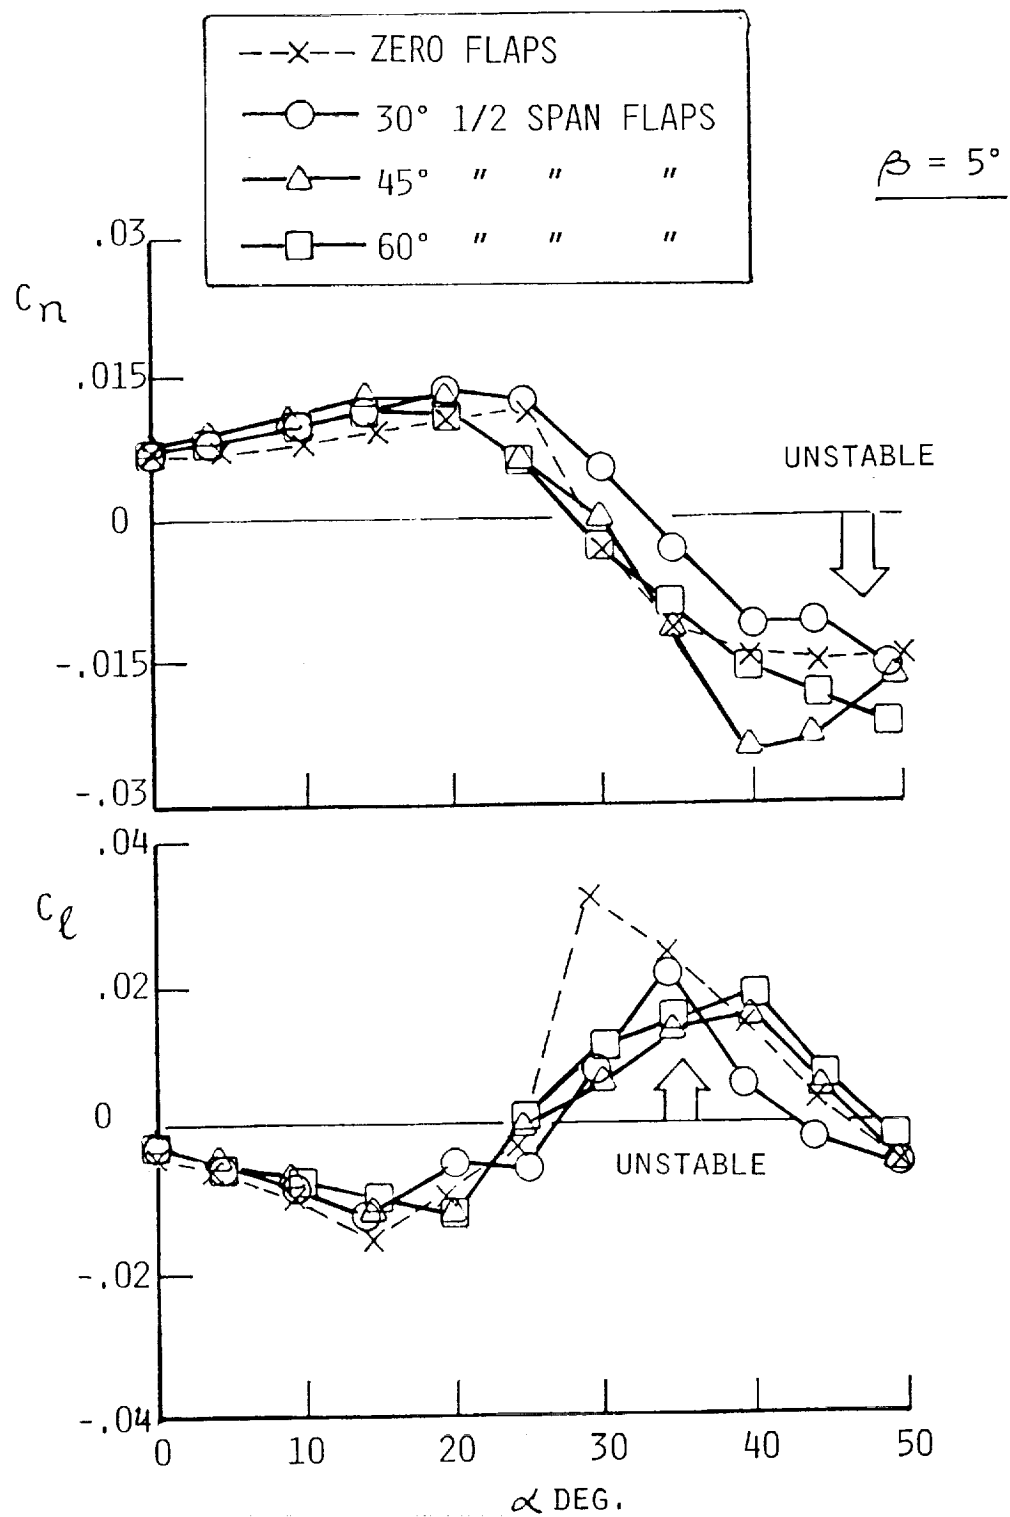 --X-- ZERO FLAPS
30° 1/2 SPAN FLAPS
45° " " "
60° " " "
β = 5°
.03
Cn
.015
UNSTABLE
0
-.015
-.03
.04
Cℓ
.02
0
UNSTABLE
-.02
-.04
0 10 20 30 40 50
α DEG.